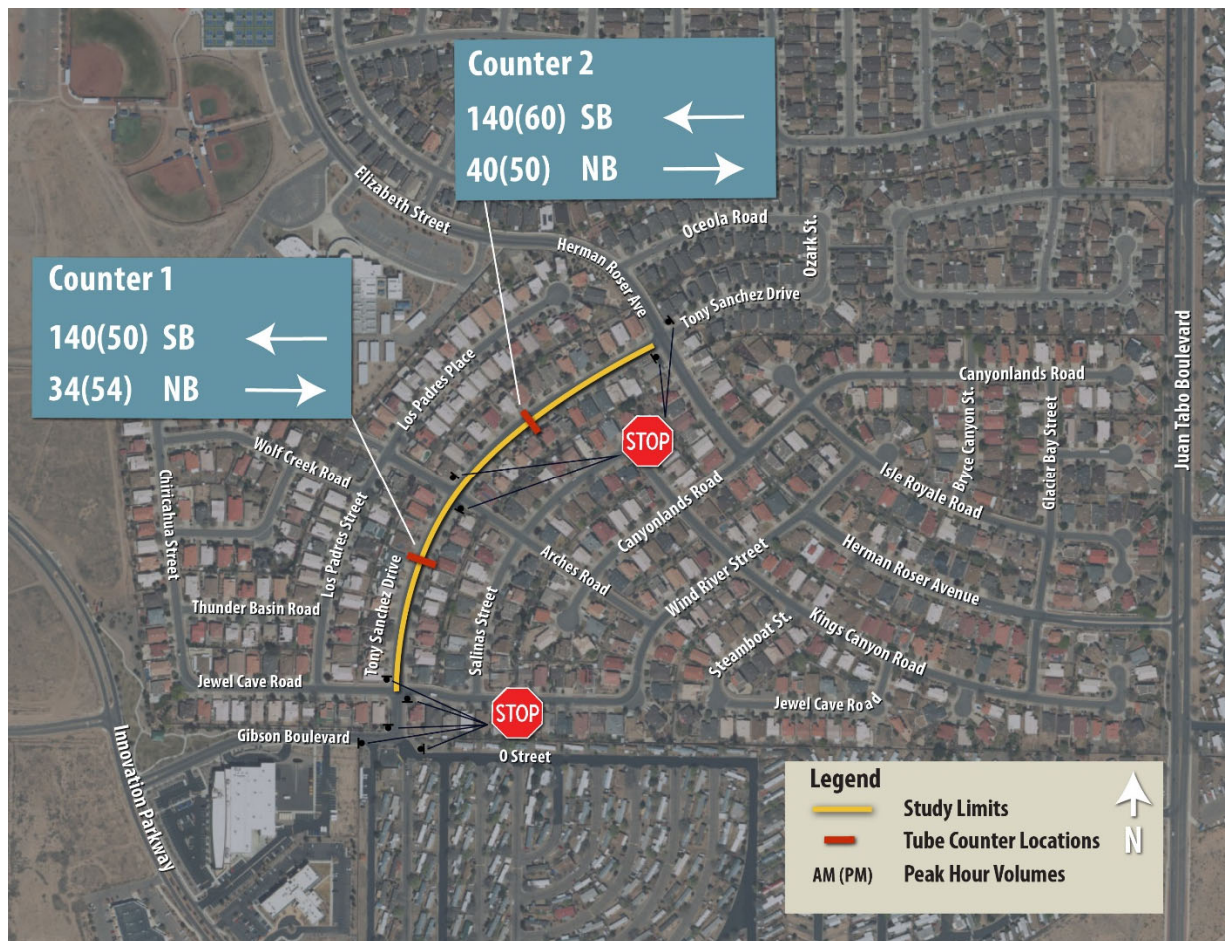 Counter 2
140(60) SB
40(50) NB
Counter 1
140(50) SB
34(54) NB
Elizabeth Street
Herman Roser Ave
Oceola Road
Ozark St.
Tony Sanchez Drive
Los Padres Place
Canyonlands Road
Bryce Canyon St.
Glacier Bay Street
Juan Tabo Boulevard
STOP
Wolf Creek Road
Chiricahua Street
Los Padres Street
Isle Royale Road
Canyonlands Road
Arches Road
Wind River Street
Herman Roser Avenue
Thunder Basin Road
Tony Sanchez Drive
Salinas Street
Steamboat St.
Kings Canyon Road
Jewel Cave Road
Jewel Cave Road
STOP
Gibson Boulevard
O Street
Innovation Parkway
Legend
Study Limits
Tube Counter Locations
AM (PM) Peak Hour Volumes
N